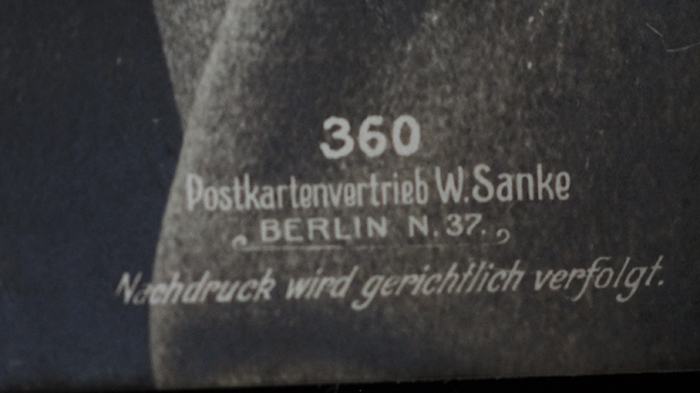 360
Postkartenvertrieb W. Sanke
BERLIN N. 37.
Nachdruck wird gerichtlich verfolgt.